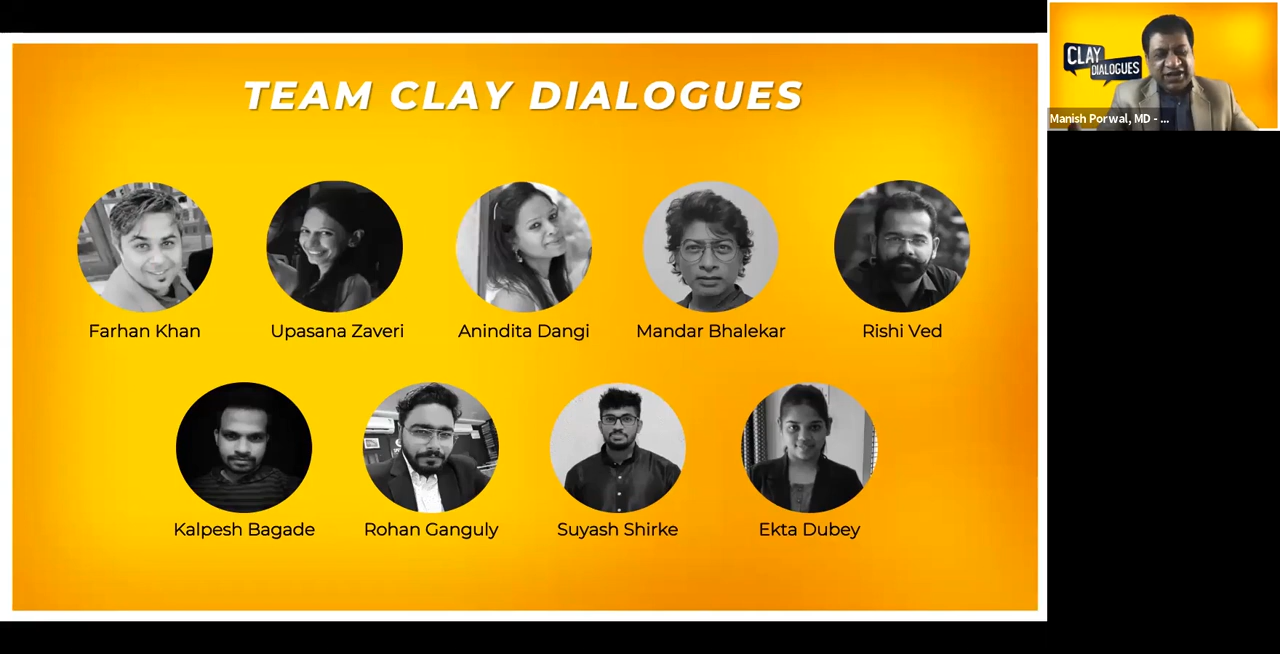 TEAM CLAY DIALOGUES
CLAY
DIALOGUES
Manish Porwal, MD - ...
Farhan Khan
Upasana Zaveri
Anindita Dangi
Mandar Bhalekar
Rishi Ved
Kalpesh Bagade
Rohan Ganguly
Suyash Shirke
Ekta Dubey